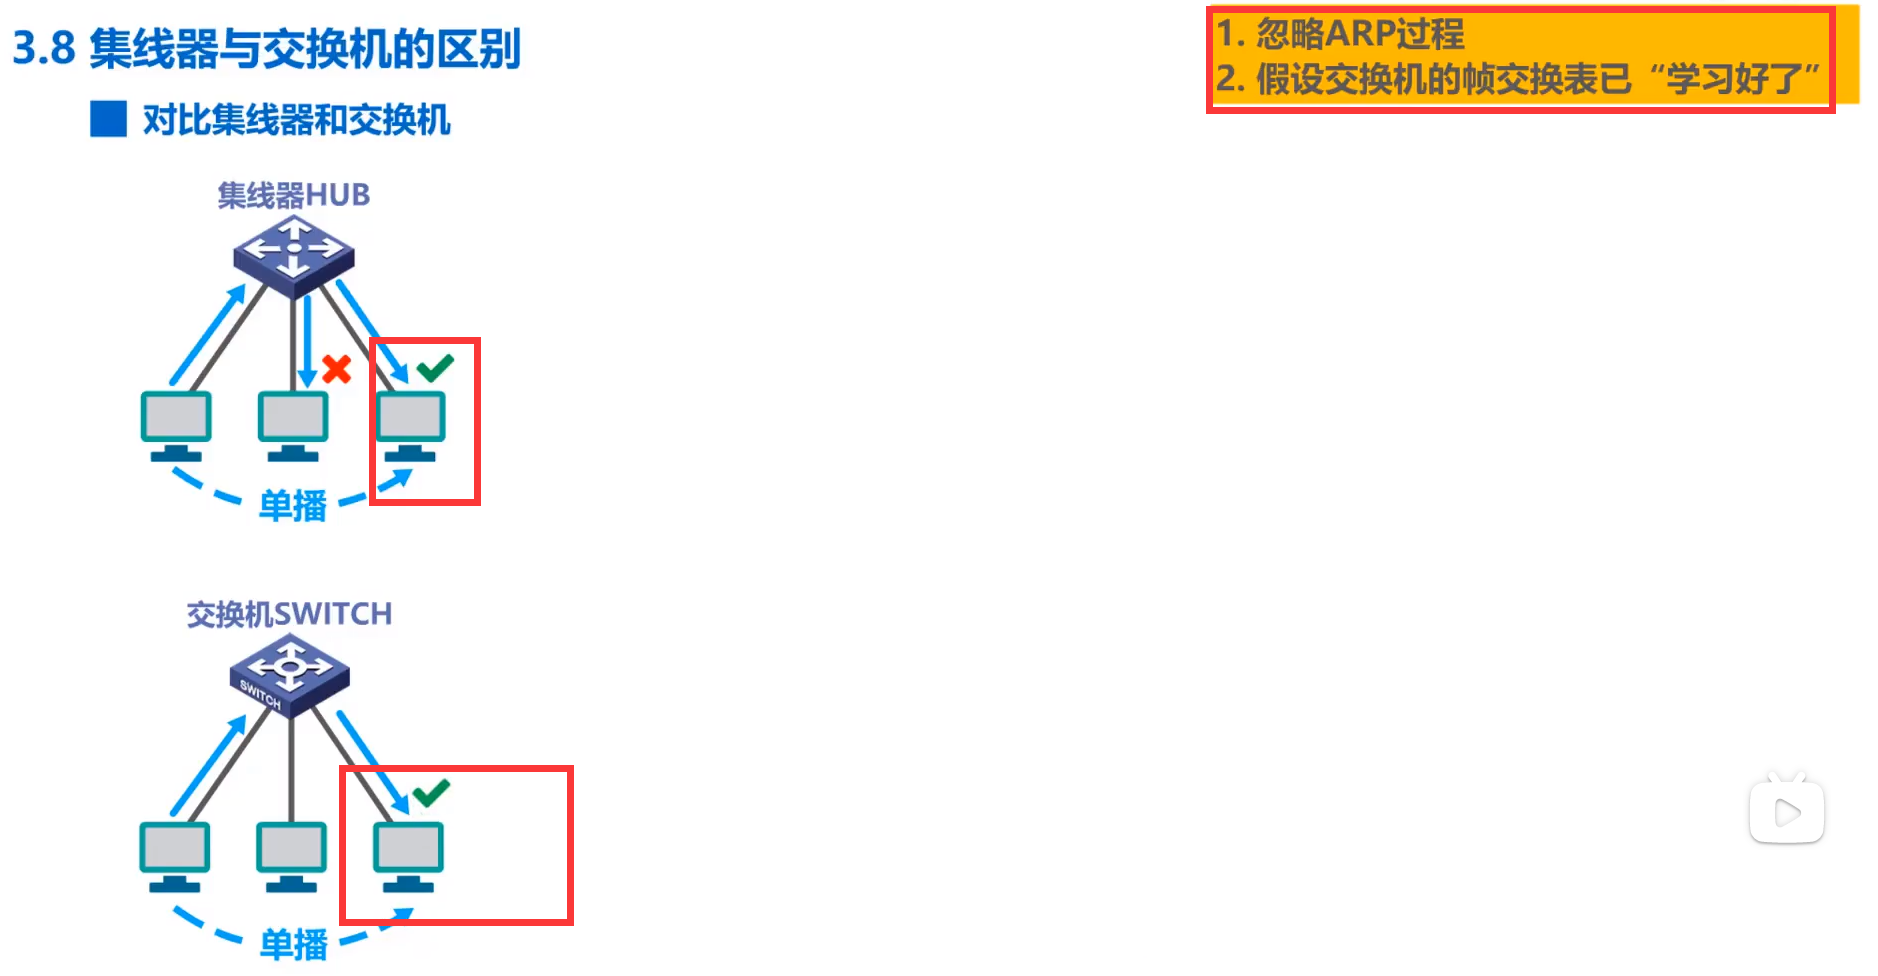 3.8 集线器与交换机的区别
1. 忽略ARP过程
2. 假设交换机的帧交换表已“学习好了”
对比集线器和交换机
集线器HUB
单播
交换机SWITCH
SWITCH
单播